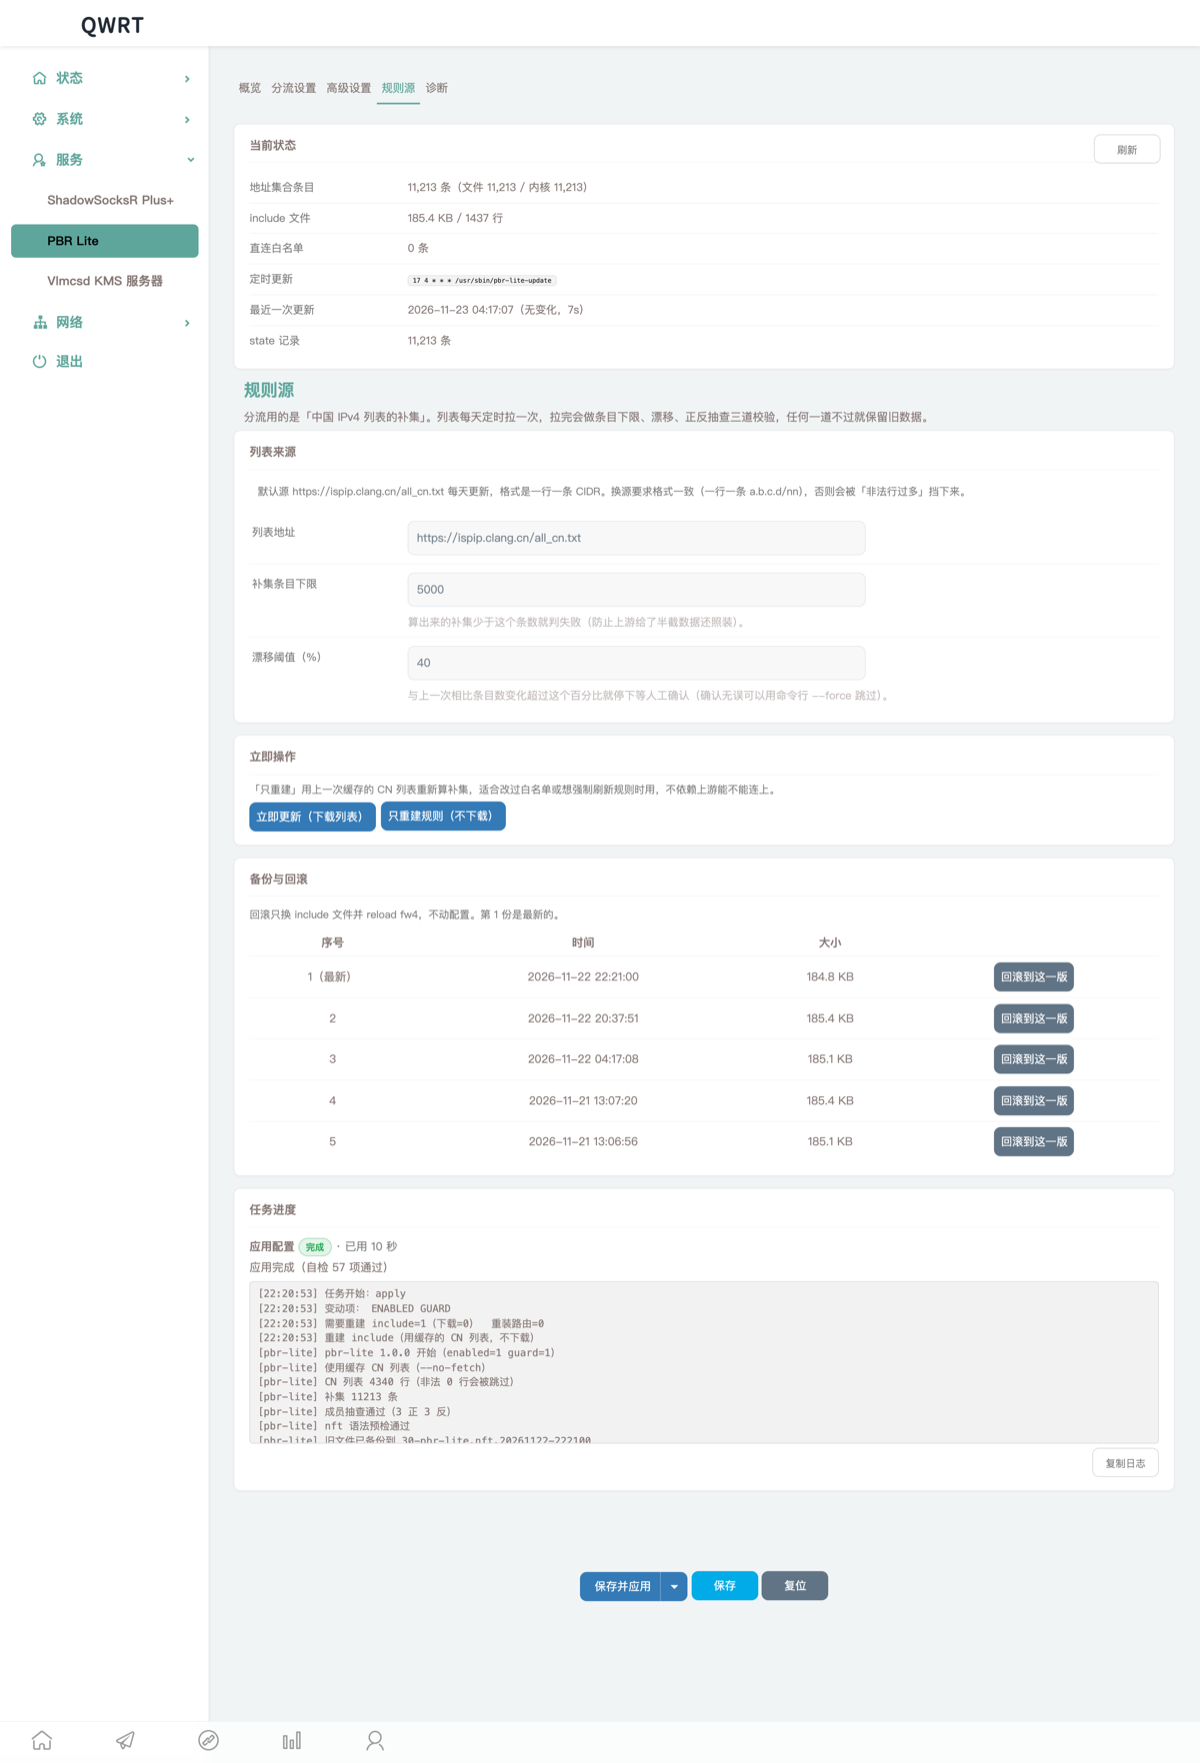 QWRT
状态
系统
服务
ShadowSocksR Plus+
PBR Lite
Vlmcsd KMS 服务器
网络
退出
概览 分流设置 高级设置 规则源 诊断
当前状态
刷新
地址集合条目 11,213 条（文件 11,213 / 内核 11,213）
include 文件 185.4 KB / 1437 行
直连白名单 0 条
定时更新 17 4 * * * /usr/sbin/pbr-lite-update
最近一次更新 2026-11-23 04:17:07（无变化，7s）
state 记录 11,213 条
规则源
分流用的是「中国 IPv4 列表的补集」。列表每天定时拉一次，拉完会做条目下限、漂移、正反抽查三道校验，任何一道不过就保留旧数据。
列表来源
默认源 https://ispip.clang.cn/all_cn.txt 每天更新，格式是一行一条 CIDR。换源要求格式一致（一行一条 a.b.c.d/nn），否则会被「非法行过多」挡下来。
列表地址 https://ispip.clang.cn/all_cn.txt
补集条目下限 5000
算出来的补集少于这个条数就判失败（防止上游给了半截数据还照装）。
漂移阈值（%） 40
与上一次相比条目数变化超过这个百分比就停下等人工确认（确认无误可以用命令行 --force 跳过）。
立即操作
「只重建」用上一次缓存的 CN 列表重新算补集，适合改过白名单或想强制刷新规则时用，不依赖上游能不能连上。
立即更新（下载列表） 只重建规则（不下载）
备份与回滚
回滚只换 include 文件并 reload fw4，不动配置。第 1 份是最新的。
序号 时间 大小
1（最新） 2026-11-22 22:21:00 184.8 KB 回滚到这一版
2 2026-11-22 20:37:51 185.4 KB 回滚到这一版
3 2026-11-22 04:17:08 185.1 KB 回滚到这一版
4 2026-11-21 13:07:20 185.4 KB 回滚到这一版
5 2026-11-21 13:06:56 185.1 KB 回滚到这一版
任务进度
应用配置 完成 · 已用 10 秒
应用完成（自检 57 项通过）
[22:20:53] 任务开始：apply
[22:20:53] 变动项： ENABLED GUARD
[22:20:53] 需要重建 include=1（下载=0） 重装路由=0
[22:20:53] 重建 include（用缓存的 CN 列表，不下载）
[pbr-lite] pbr-lite 1.0.0 开始（enabled=1 guard=1）
[pbr-lite] 使用缓存 CN 列表（--no-fetch）
[pbr-lite] CN 列表 4340 行（非法 0 行会被跳过）
[pbr-lite] 补集 11213 条
[pbr-lite] 成员抽查通过（3 正 3 反）
[pbr-lite] nft 语法预检通过
[pbr-lite] 旧文件已备份到 30-pbr-lite.nft.20261122-222100
复制日志
保存并应用 保存 复位